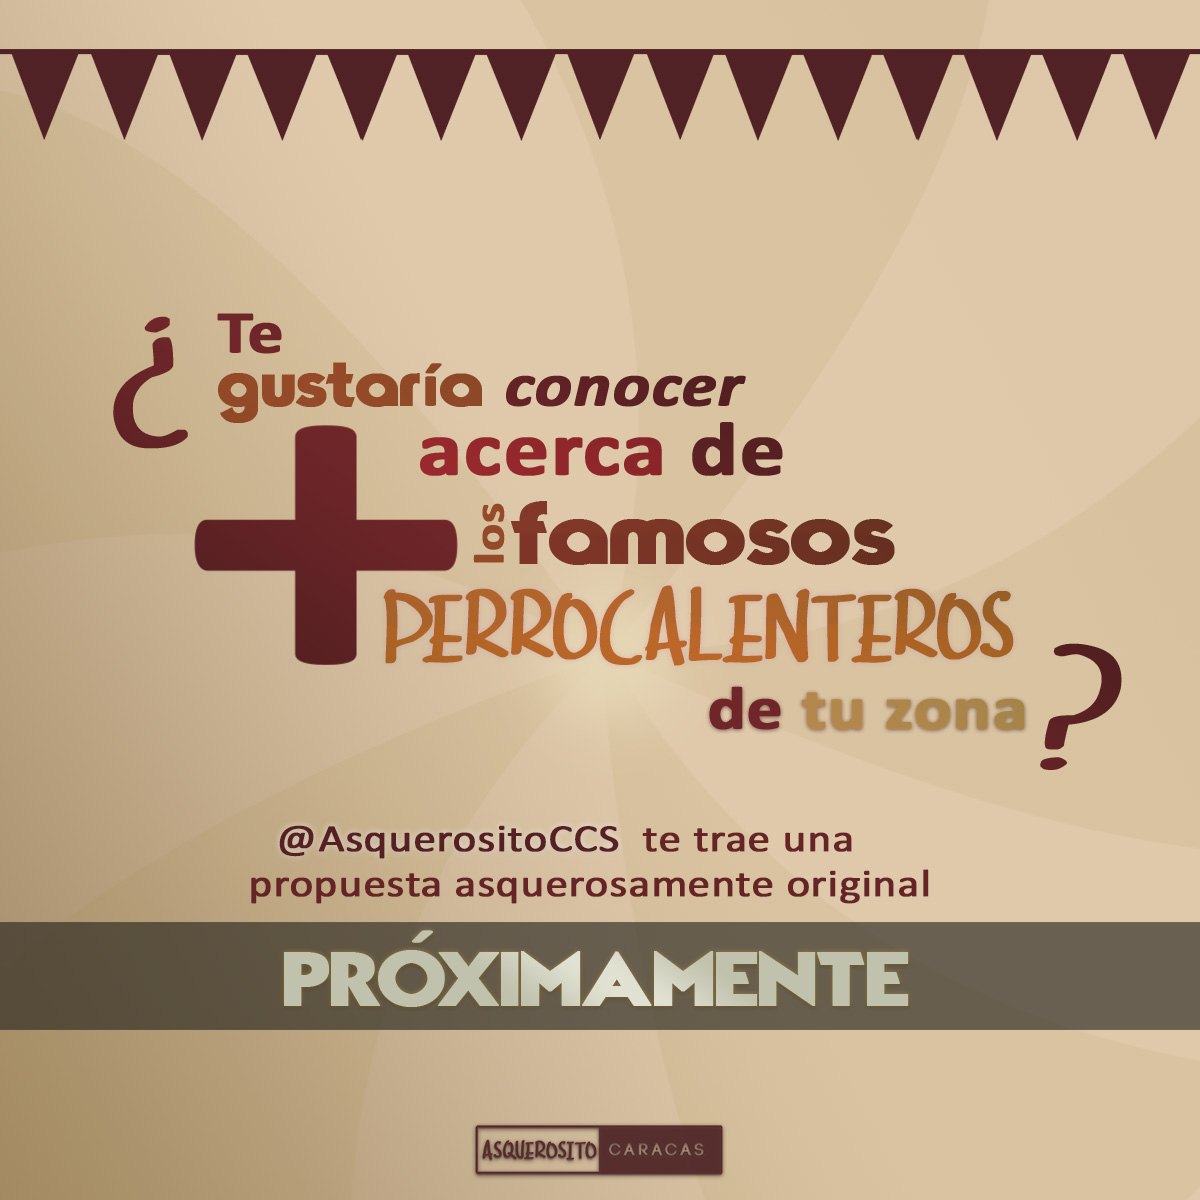 ¿Te
gustaría conocer
+ acerca de
los famosos
PERROCALENTEROS
de tu zona?
@AsquerositoCCS te trae una
propuesta asquerosamente original
PRÓXIMAMENTE
ASQUEROSITO CARACAS